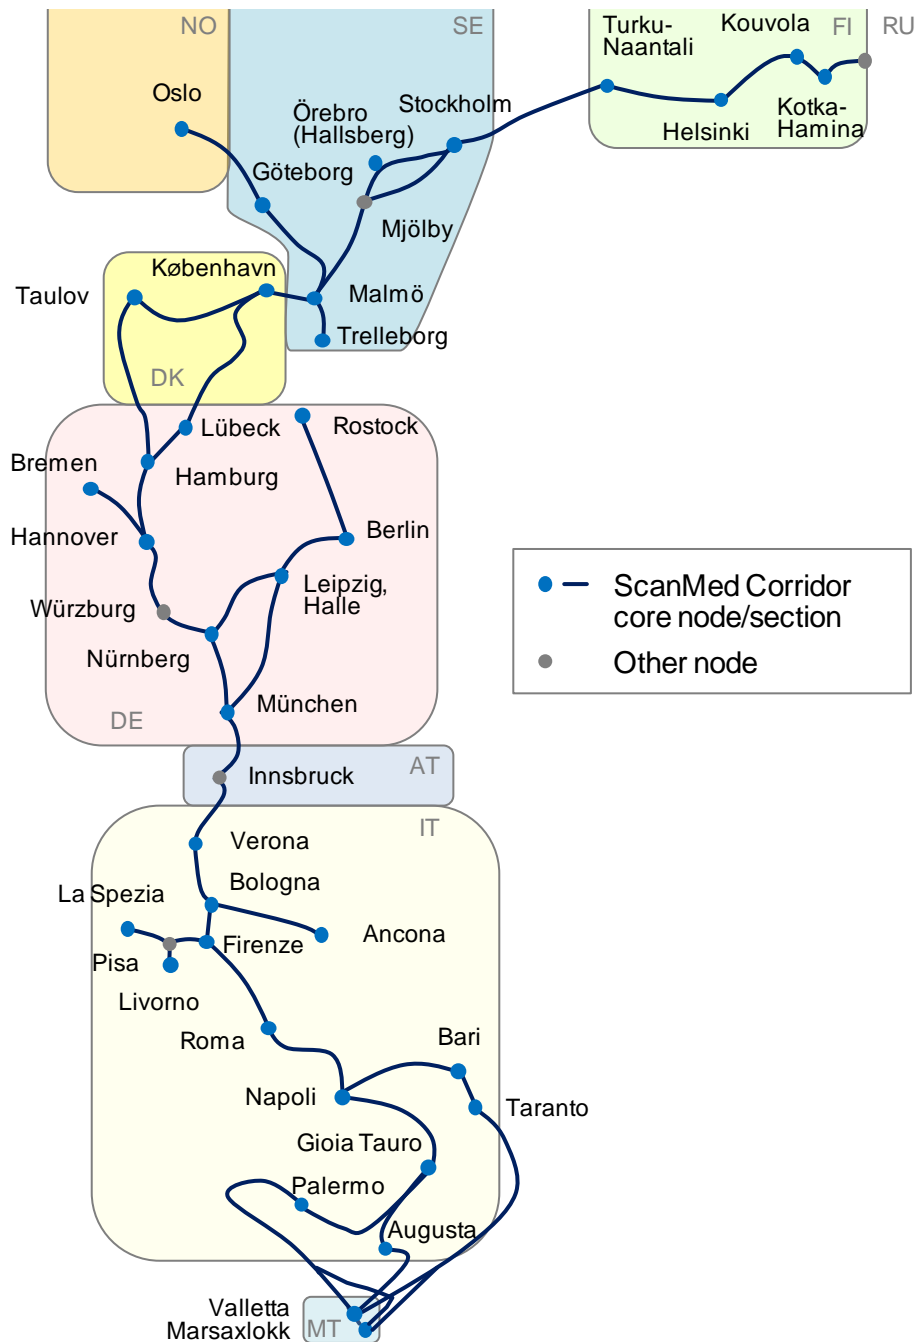 NO
SE
Turku-
Naantali
Kouvola
FI
RU
Oslo
Örebro
(Hallsberg)
Stockholm
Helsinki
Kotka-
Hamina
Göteborg
Mjölby
København
Taulov
Malmö
Trelleborg
DK
Lübeck
Rostock
Bremen
Hamburg
Hannover
Berlin
Leipzig,
Halle
Würzburg
Nürnberg
München
DE
ScanMed Corridor
core node/section
Other node
Innsbruck
AT
IT
Verona
Bologna
La Spezia
Firenze
Ancona
Pisa
Livorno
Roma
Bari
Napoli
Taranto
Gioia Tauro
Palermo
Augusta
Valletta
Marsaxlokk
MT